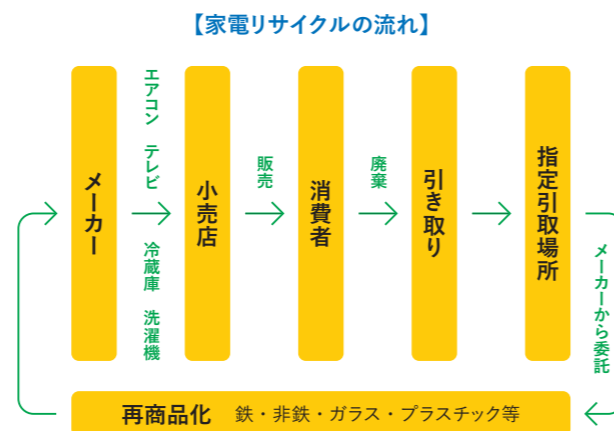 【家電リサイクルの流れ】
メーカー
エアコン テレビ
冷蔵庫 洗濯機
小売店
販売
消費者
廃棄
引き取り
指定引取場所
メーカーから委託
再商品化 鉄・非鉄・ガラス・プラスチック等